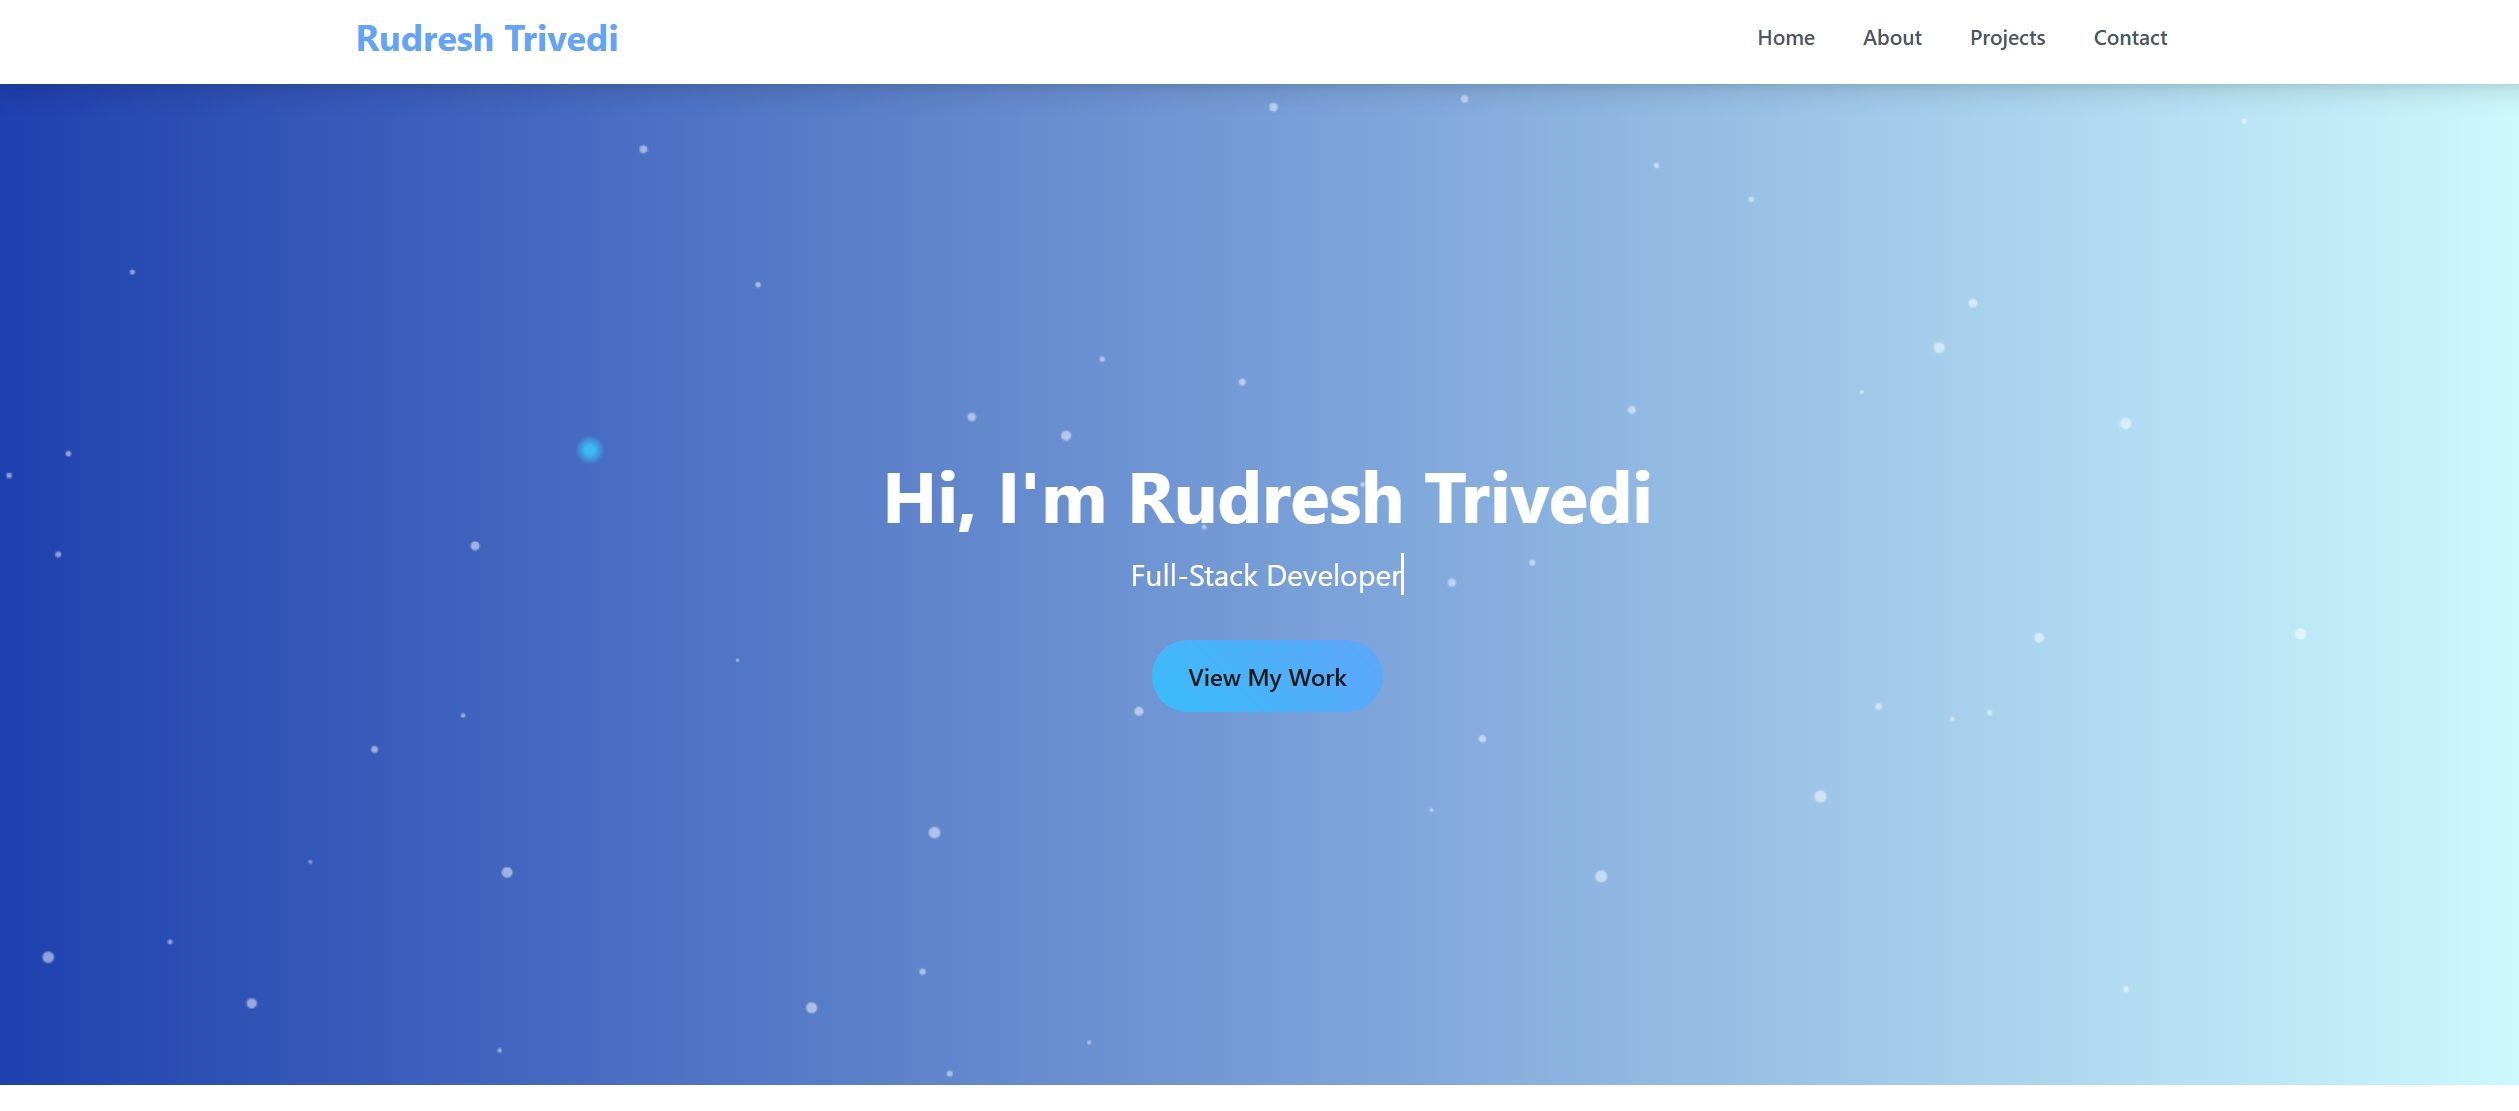 Rudresh Trivedi
Home About Projects Contact
Hi, I'm Rudresh Trivedi
Full-Stack Developer
View My Work